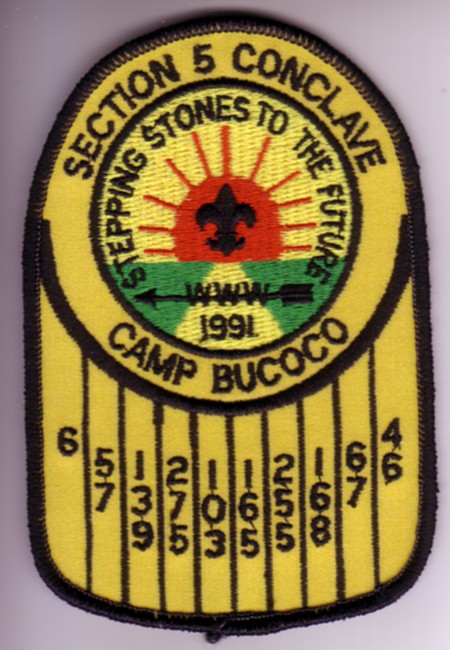 SECTION 5 CONCLAVE
STEPPING STONES TO THE FUTURE
WWW
1991
CAMP BUCOCO
6
57
139
275
103
165
255
168
67
46